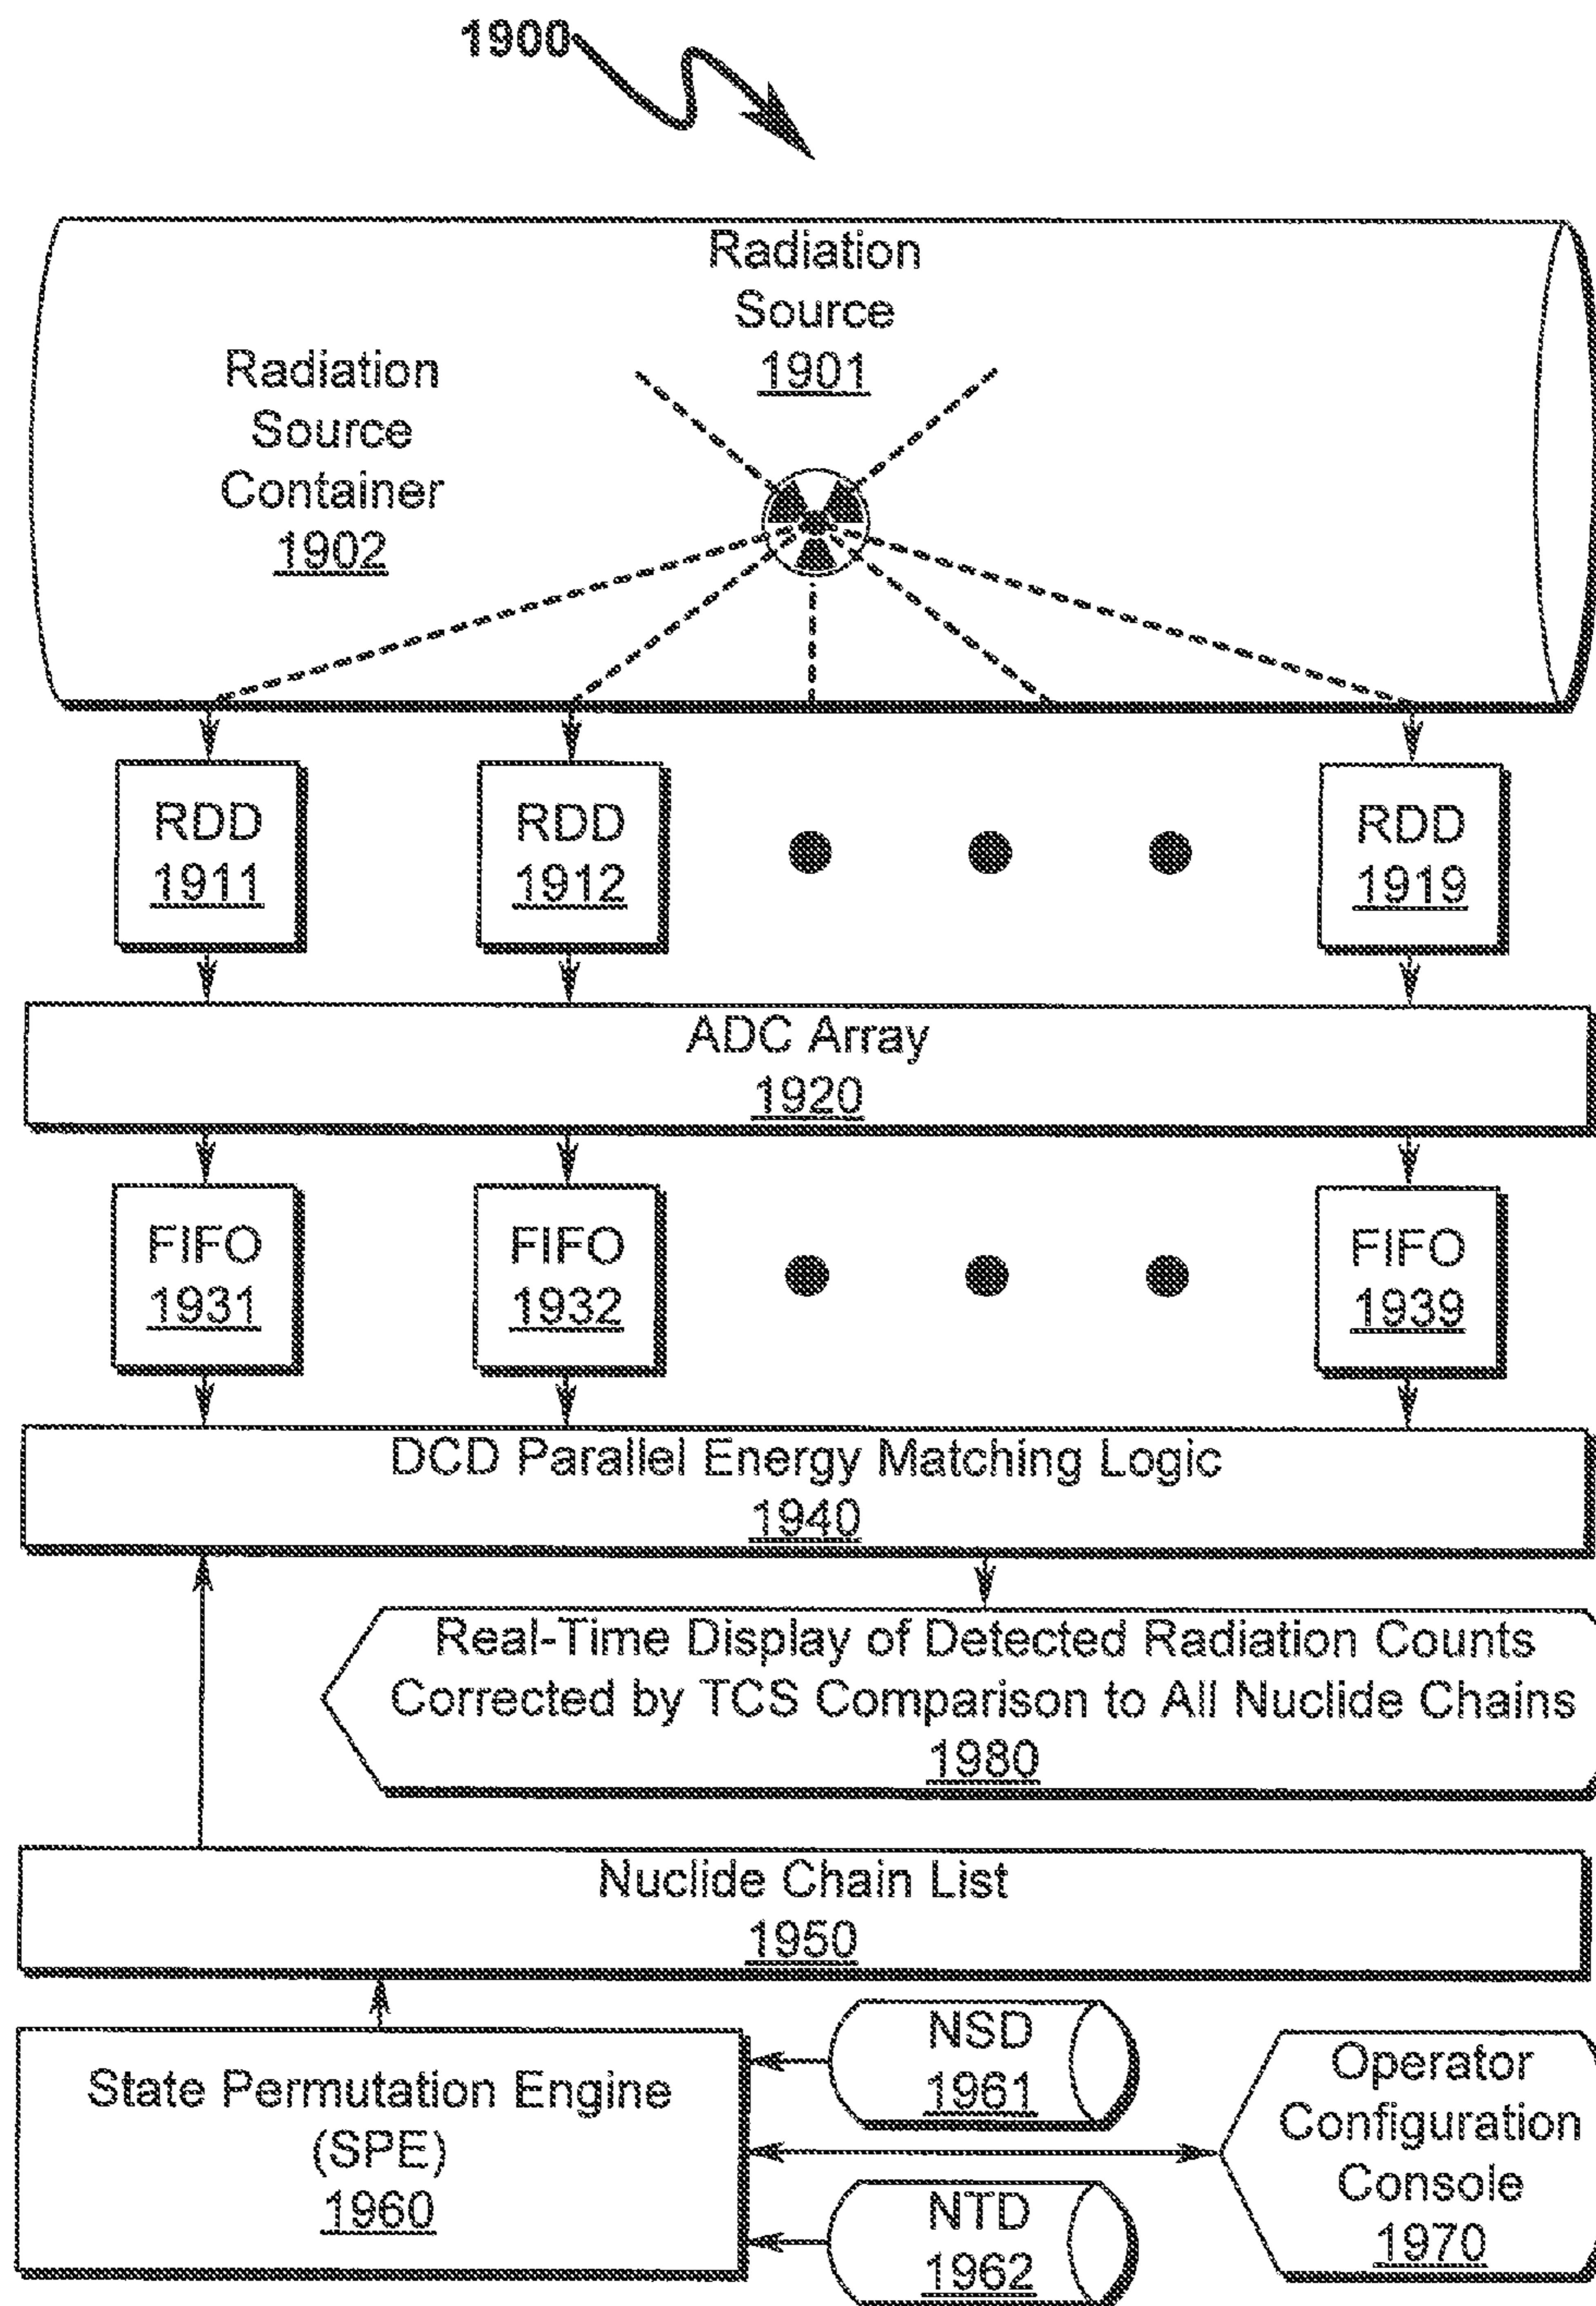 1900
Radiation
Source
1901
Radiation
Source
Container
1902
RDD
1911
RDD
1912
RDD
1919
ADC Array
1920
FIFO
1931
FIFO
1932
FIFO
1939
DCD Parallel Energy Matching Logic
1940
Real-Time Display of Detected Radiation Counts
Corrected by TCS Comparison to All Nuclide Chains
1980
Nuclide Chain List
1950
State Permutation Engine
(SPE)
1960
NSD
1961
NTD
1962
Operator
Configuration
Console
1970